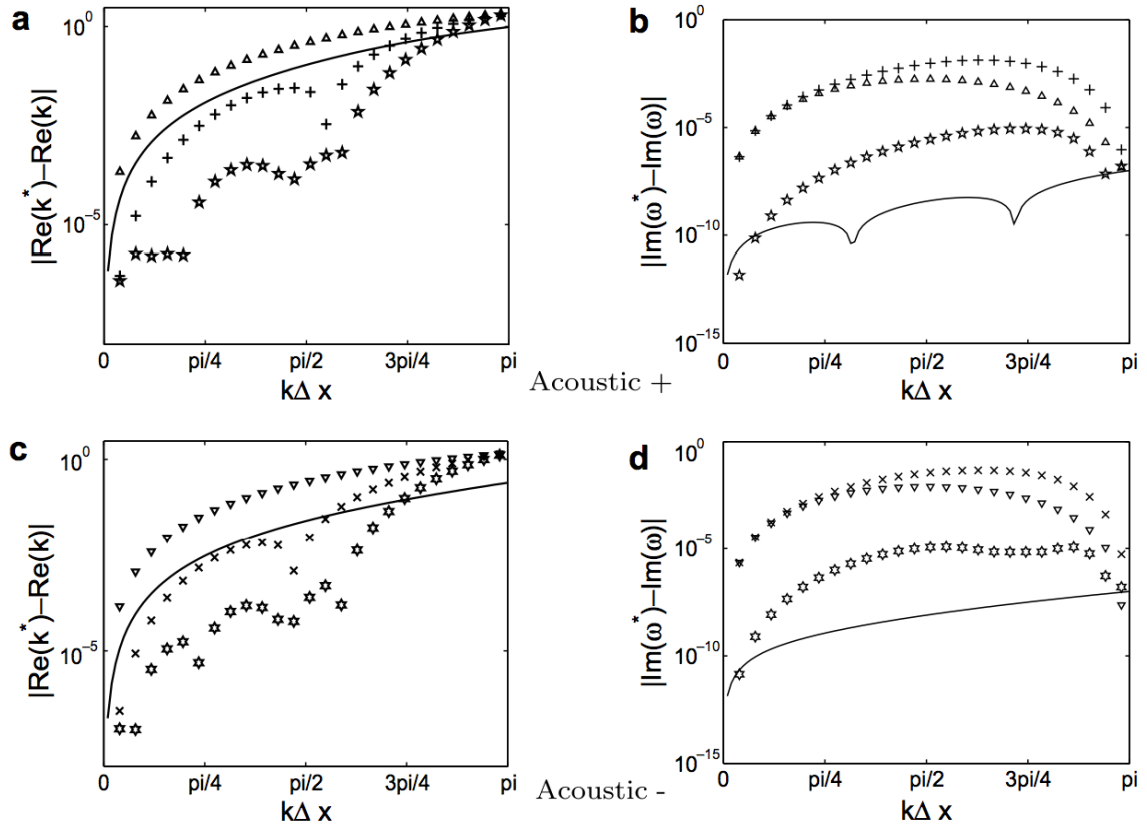 a
|Re(k*)–Re(k)|
10^0
10^−5
0 pi/4 pi/2 3pi/4 pi
kΔ x
b
|Im(ω*)–Im(ω)|
10^0
10^−5
10^−10
10^−15
0 pi/4 pi/2 3pi/4 pi
kΔ x
Acoustic +
c
|Re(k*)–Re(k)|
10^0
10^−5
0 pi/4 pi/2 3pi/4 pi
kΔ x
d
|Im(ω*)–Im(ω)|
10^0
10^−5
10^−10
10^−15
0 pi/4 pi/2 3pi/4 pi
kΔ x
Acoustic -